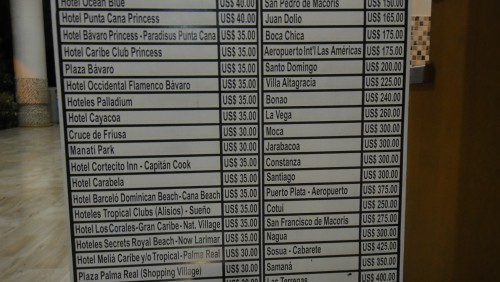 Hotel Ocean Blue US$ 40.00
Hotel Punta Cana Princess US$ 40.00
Hotel Bávaro Princess - Paradisus Punta Cana US$ 35.00
Hotel Caribe Club Princess US$ 35.00
Plaza Bávaro US$ 35.00
Hotel Occidental Flamenco Bávaro US$ 35.00
Hoteles Palladium US$ 35.00
Hotel Cayacoa US$ 35.00
Cruce de Friusa US$ 30.00
Manati Park US$ 30.00
Hotel Cortecito Inn - Capitán Cook US$ 35.00
Hotel Carabela US$ 35.00
Hotel Barceló Dominican Beach - Cana Beach US$ 35.00
Hoteles Tropical Clubs (Alisios) - Sueño US$ 35.00
Hotel Los Corales - Gran Caribe - Nat. Village US$ 35.00
Hoteles Secrets Royal Beach - Now Larimar US$ 35.00
Hotel Meliá Caribe y/o Tropical - Palma Real US$ 30.00
Plaza Palma Real (Shopping Village) US$ 30.00
San Pedro de Macoris US$ 150.00
Juan Dolio US$ 165.00
Boca Chica US$ 175.00
Aeropuerto Int'l Las Américas US$ 175.00
Santo Domingo US$ 200.00
Villa Altagracia US$ 225.00
Bonao US$ 240.00
La Vega US$ 260.00
Moca US$ 300.00
Jarabacoa US$ 300.00
Constanza US$ 300.00
Santiago US$ 300.00
Puerto Plata - Aeropuerto US$ 375.00
Cotui US$ 250.00
San Francisco de Macoris US$ 275.00
Nagua US$ 300.00
Sosua - Cabarete US$ 425.00
Samaná US$ 350.00
Las Terrenas US$ 400.00